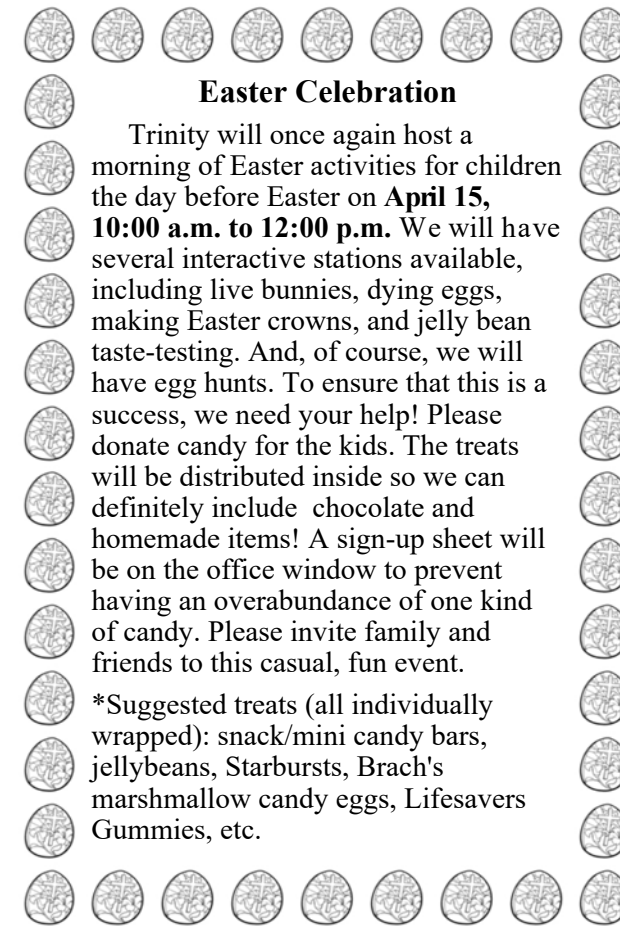 Easter Celebration
Trinity will once again host a
morning of Easter activities for children
the day before Easter on April 15,
10:00 a.m. to 12:00 p.m. We will have
several interactive stations available,
including live bunnies, dying eggs,
making Easter crowns, and jelly bean
taste-testing. And, of course, we will
have egg hunts. To ensure that this is a
success, we need your help! Please
donate candy for the kids. The treats
will be distributed inside so we can
definitely include  chocolate and
homemade items! A sign-up sheet will
be on the office window to prevent
having an overabundance of one kind
of candy. Please invite family and
friends to this casual, fun event.
*Suggested treats (all individually
wrapped): snack/mini candy bars,
jellybeans, Starbursts, Brach's
marshmallow candy eggs, Lifesavers
Gummies, etc.